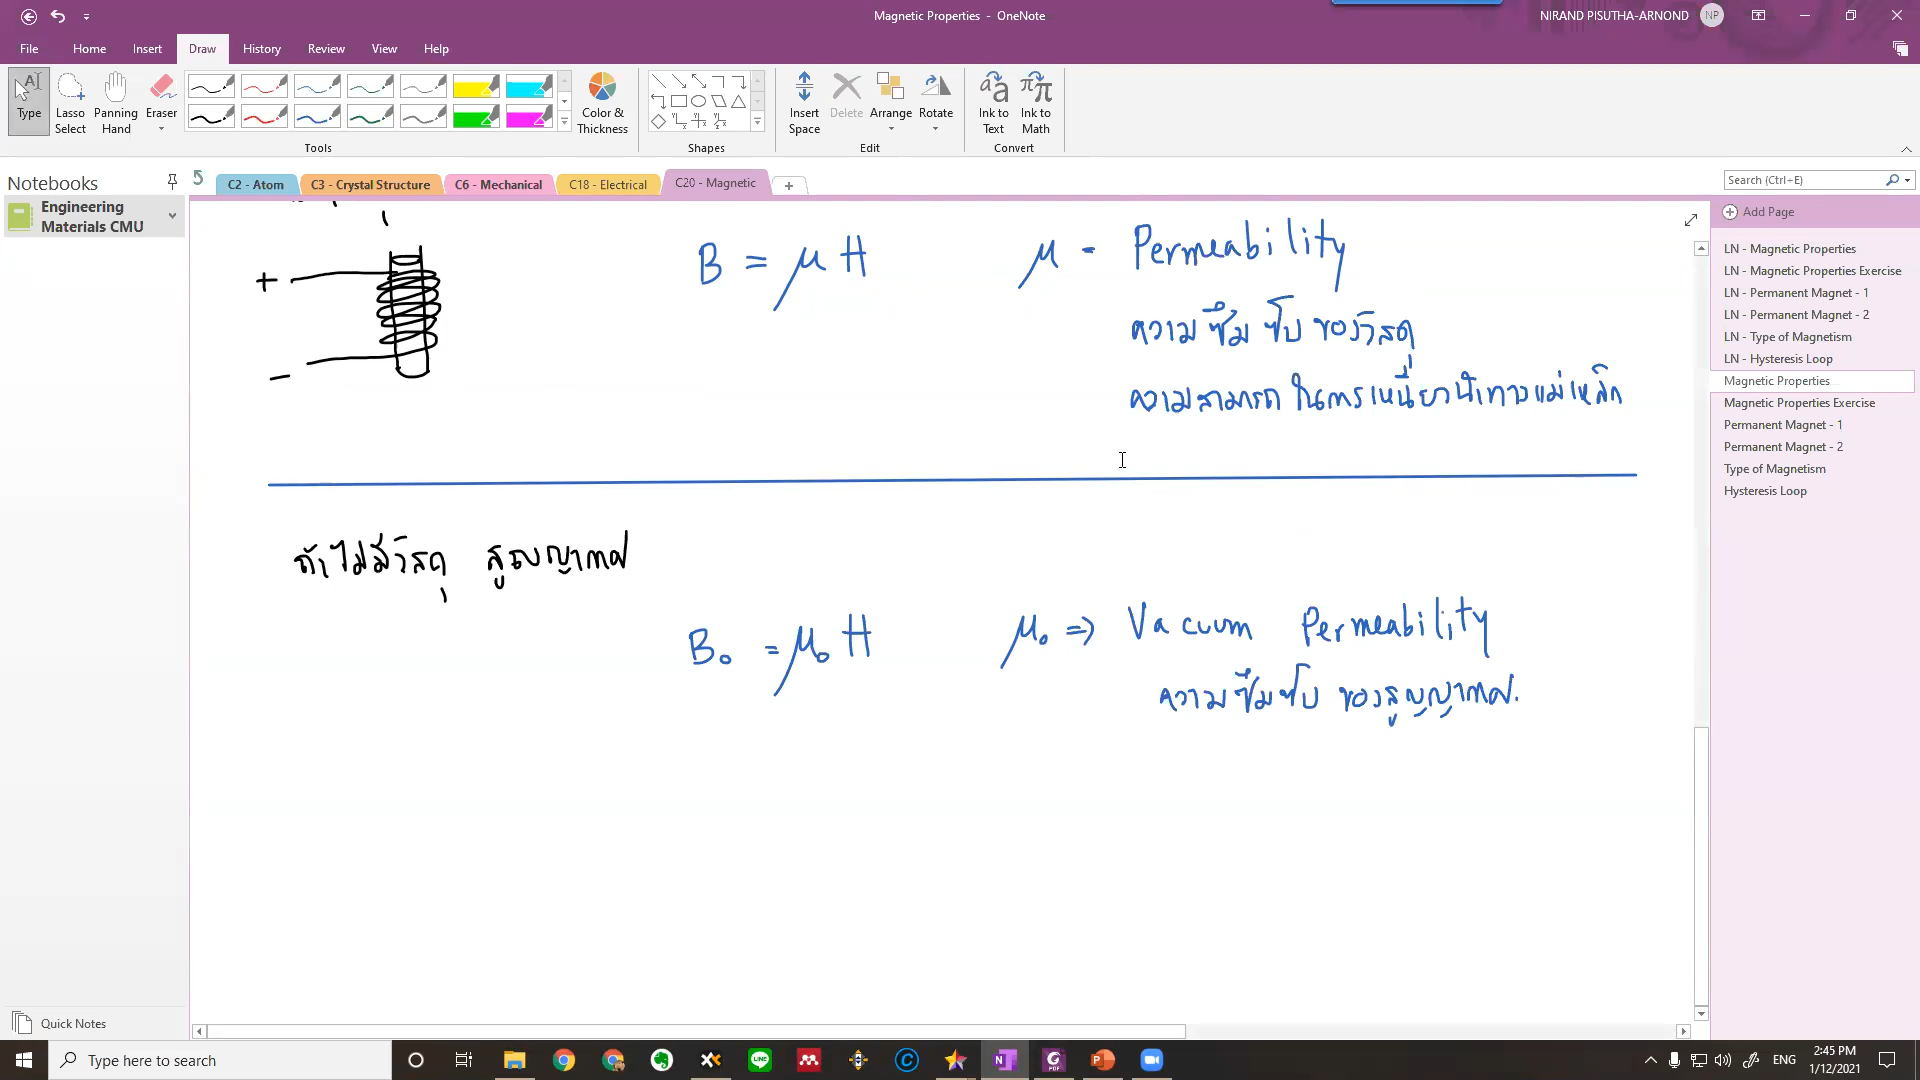 Magnetic Properties - OneNote
NIRAND PISUTHA-ARNOND NP
File Home Insert Draw History Review View Help
Type
Lasso Select
Panning Hand
Eraser
Color & Thickness
Insert Space
Delete
Arrange
Rotate
Ink to Text
Ink to Math
Tools
Shapes
Edit
Convert
Notebooks
C2 - Atom
C3 - Crystal Structure
C6 - Mechanical
C18 - Electrical
C20 - Magnetic
Search (Ctrl+E)
Engineering Materials CMU
Add Page
LN - Magnetic Properties
LN - Magnetic Properties Exercise
LN - Permanent Magnet - 1
LN - Permanent Magnet - 2
LN - Type of Magnetism
LN - Hysteresis Loop
Magnetic Properties
Magnetic Properties Exercise
Permanent Magnet - 1
Permanent Magnet - 2
Type of Magnetism
Hysteresis Loop
+
−
B = μ H
μ - Permeability
ความซึมซับของวัสดุ
ความสามารถในการเหนี่ยวนำทางแม่เหล็ก
ถ้าไม่มีวัสดุ สูญญากาศ
B₀ = μ₀ H
μ₀ ⇒ Vacuum Permeability
ความซึมซับ ของสูญญากาศ.
Quick Notes
Type here to search
ENG
2:45 PM
1/12/2021